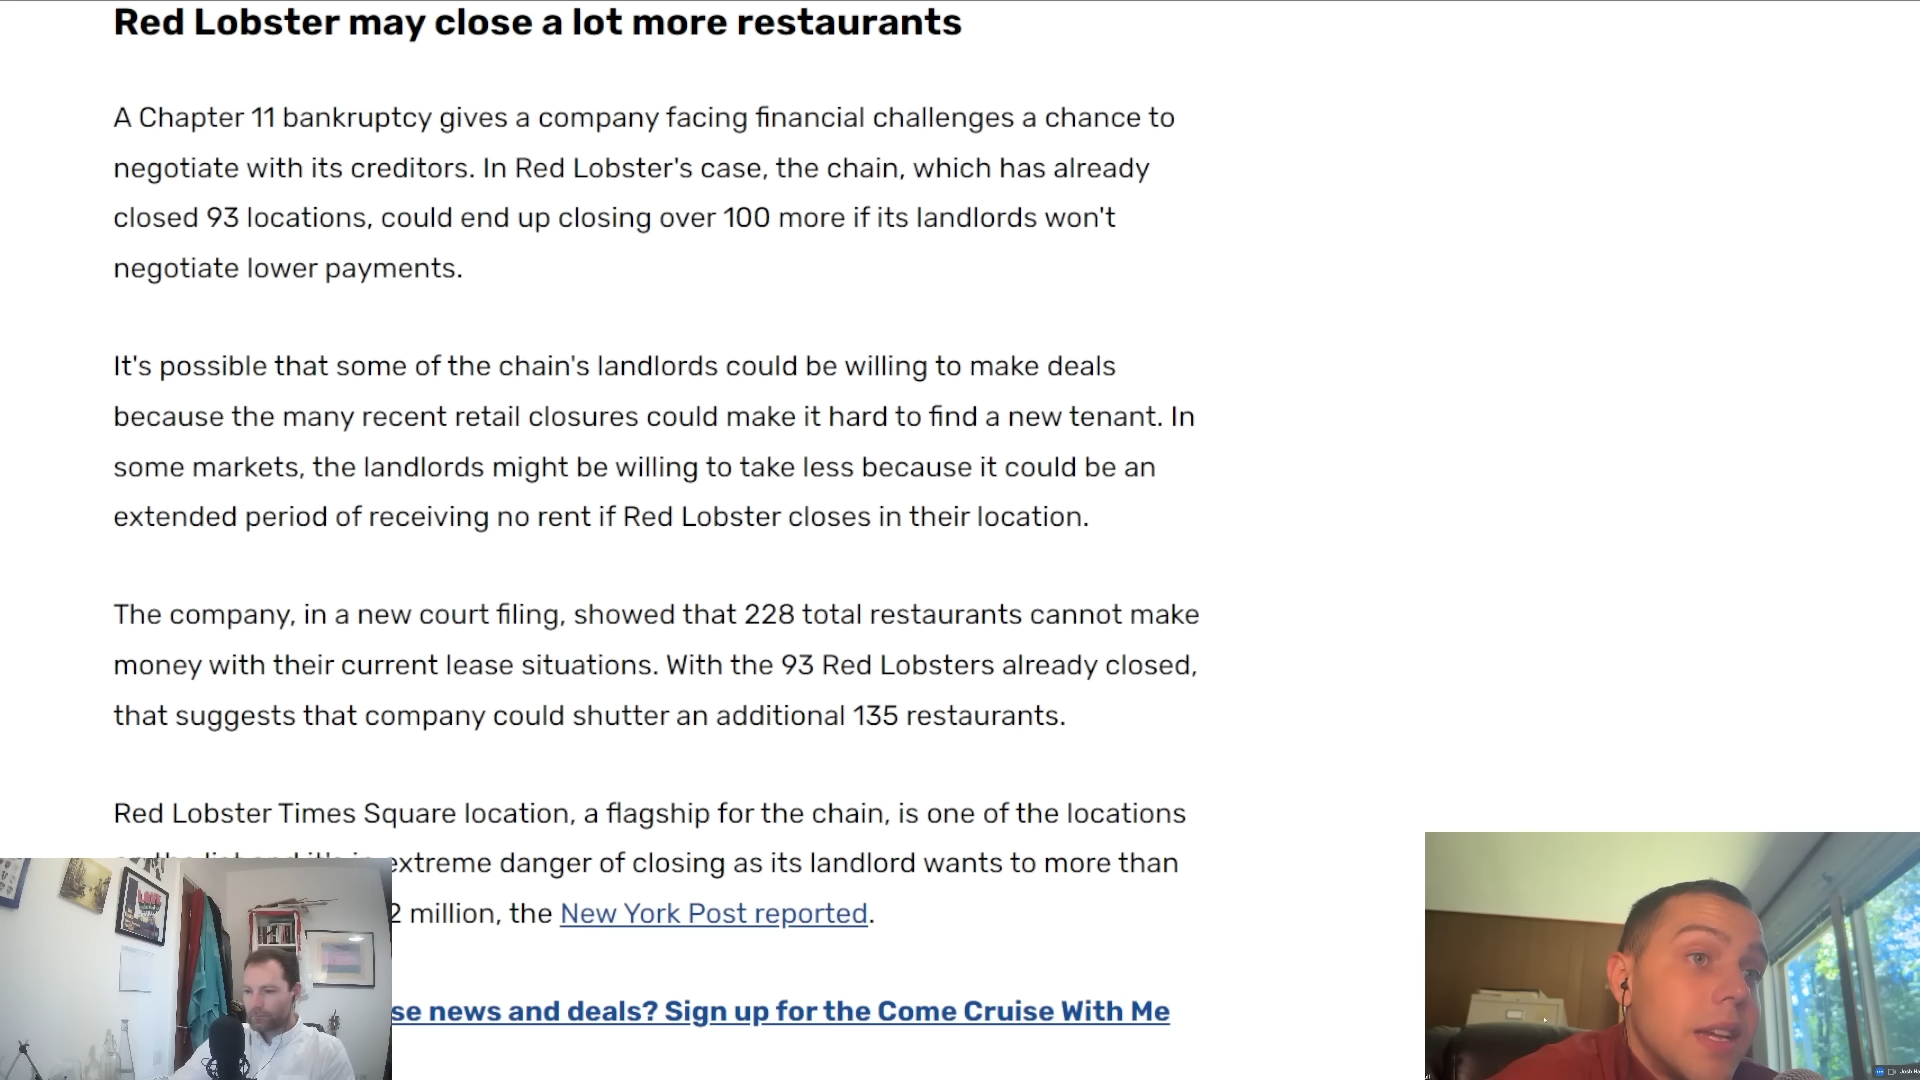 Red Lobster may close a lot more restaurants
A Chapter 11 bankruptcy gives a company facing financial challenges a chance to
negotiate with its creditors. In Red Lobster's case, the chain, which has already
closed 93 locations, could end up closing over 100 more if its landlords won't
negotiate lower payments.
It's possible that some of the chain's landlords could be willing to make deals
because the many recent retail closures could make it hard to find a new tenant. In
some markets, the landlords might be willing to take less because it could be an
extended period of receiving no rent if Red Lobster closes in their location.
The company, in a new court filing, showed that 228 total restaurants cannot make
money with their current lease situations. With the 93 Red Lobsters already closed,
that suggests that company could shutter an additional 135 restaurants.
Red Lobster Times Square location, a flagship for the chain, is one of the locations
extreme danger of closing as its landlord wants to more than
2 million, the New York Post reported.
se news and deals? Sign up for the Come Cruise With Me